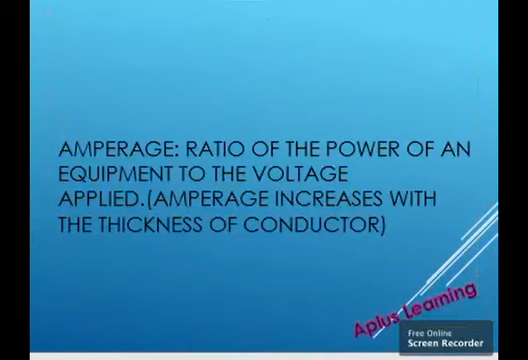 AMPERAGE: RATIO OF THE POWER OF AN
EQUIPMENT TO THE VOLTAGE
APPLIED.(AMPERAGE INCREASES WITH
THE THICKNESS OF CONDUCTOR)
Aplus Learning
Free Online
Screen Recorder